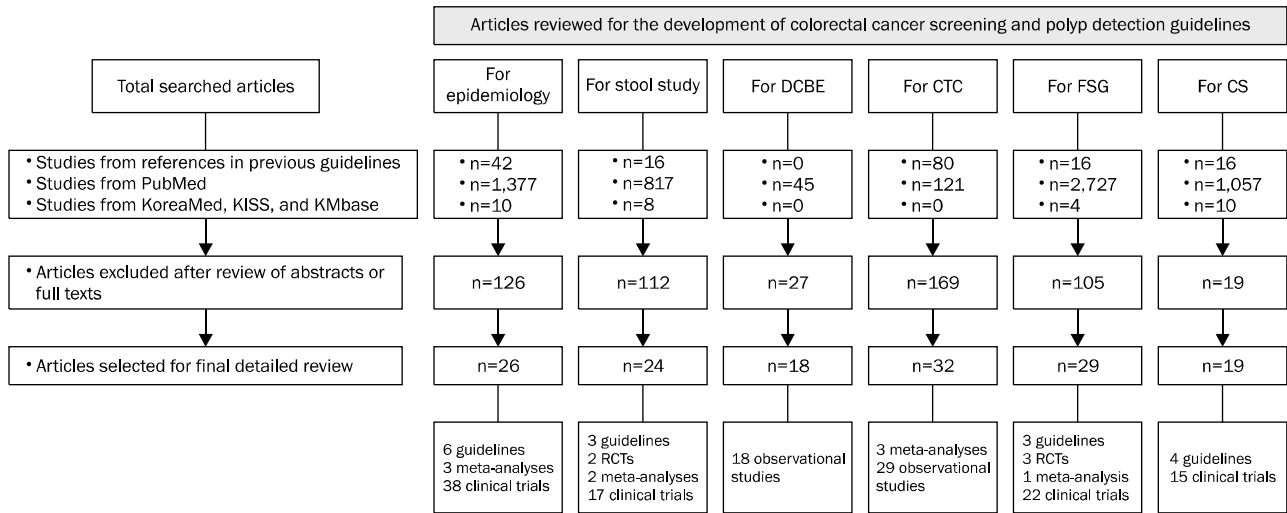 Articles reviewed for the development of colorectal cancer screening and polyp detection guidelines
Total searched articles
For
epidemiology
For stool study
For DCBE
For CTC
For FSG
For CS
• Studies from references in previous guidelines
• Studies from PubMed
• Studies from KoreaMed, KISS, and KMbase
• n=42
• n=1,377
• n=10
• n=16
• n=817
• n=8
• n=0
• n=45
• n=0
• n=80
• n=121
• n=0
• n=16
• n=2,727
• n=4
• n=16
• n=1,057
• n=10
• Articles excluded after review of abstracts or
full texts
n=126
n=112
n=27
n=169
n=105
n=19
• Articles selected for final detailed review
n=26
n=24
n=18
n=32
n=29
n=19
6 guidelines
3 meta-analyses
38 clinical trials
3 guidelines
2 RCTs
2 meta-analyses
17 clinical trials
18 observational
studies
3 meta-analyses
29 observational
studies
3 guidelines
3 RCTs
1 meta-analysis
22 clinical trials
4 guidelines
15 clinical trials